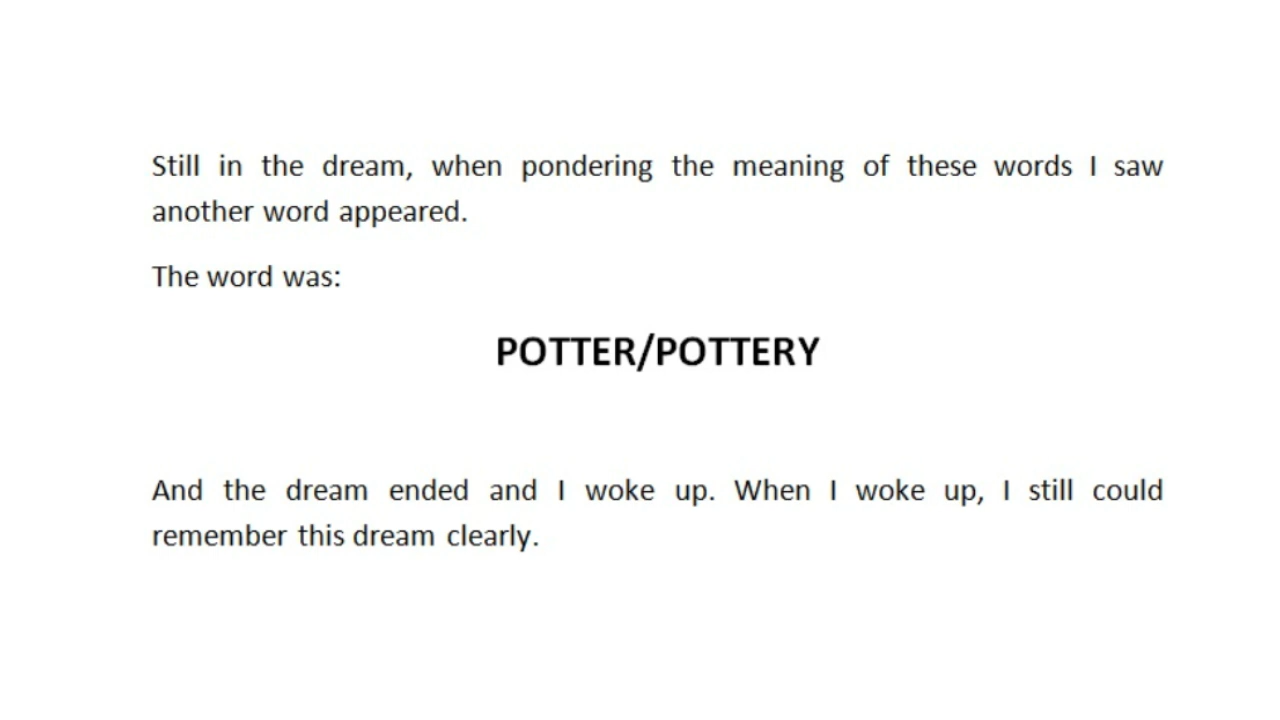 Still in the dream, when pondering the meaning of these words I saw
another word appeared.
The word was:
POTTER/POTTERY
And the dream ended and I woke up. When I woke up, I still could
remember this dream clearly.